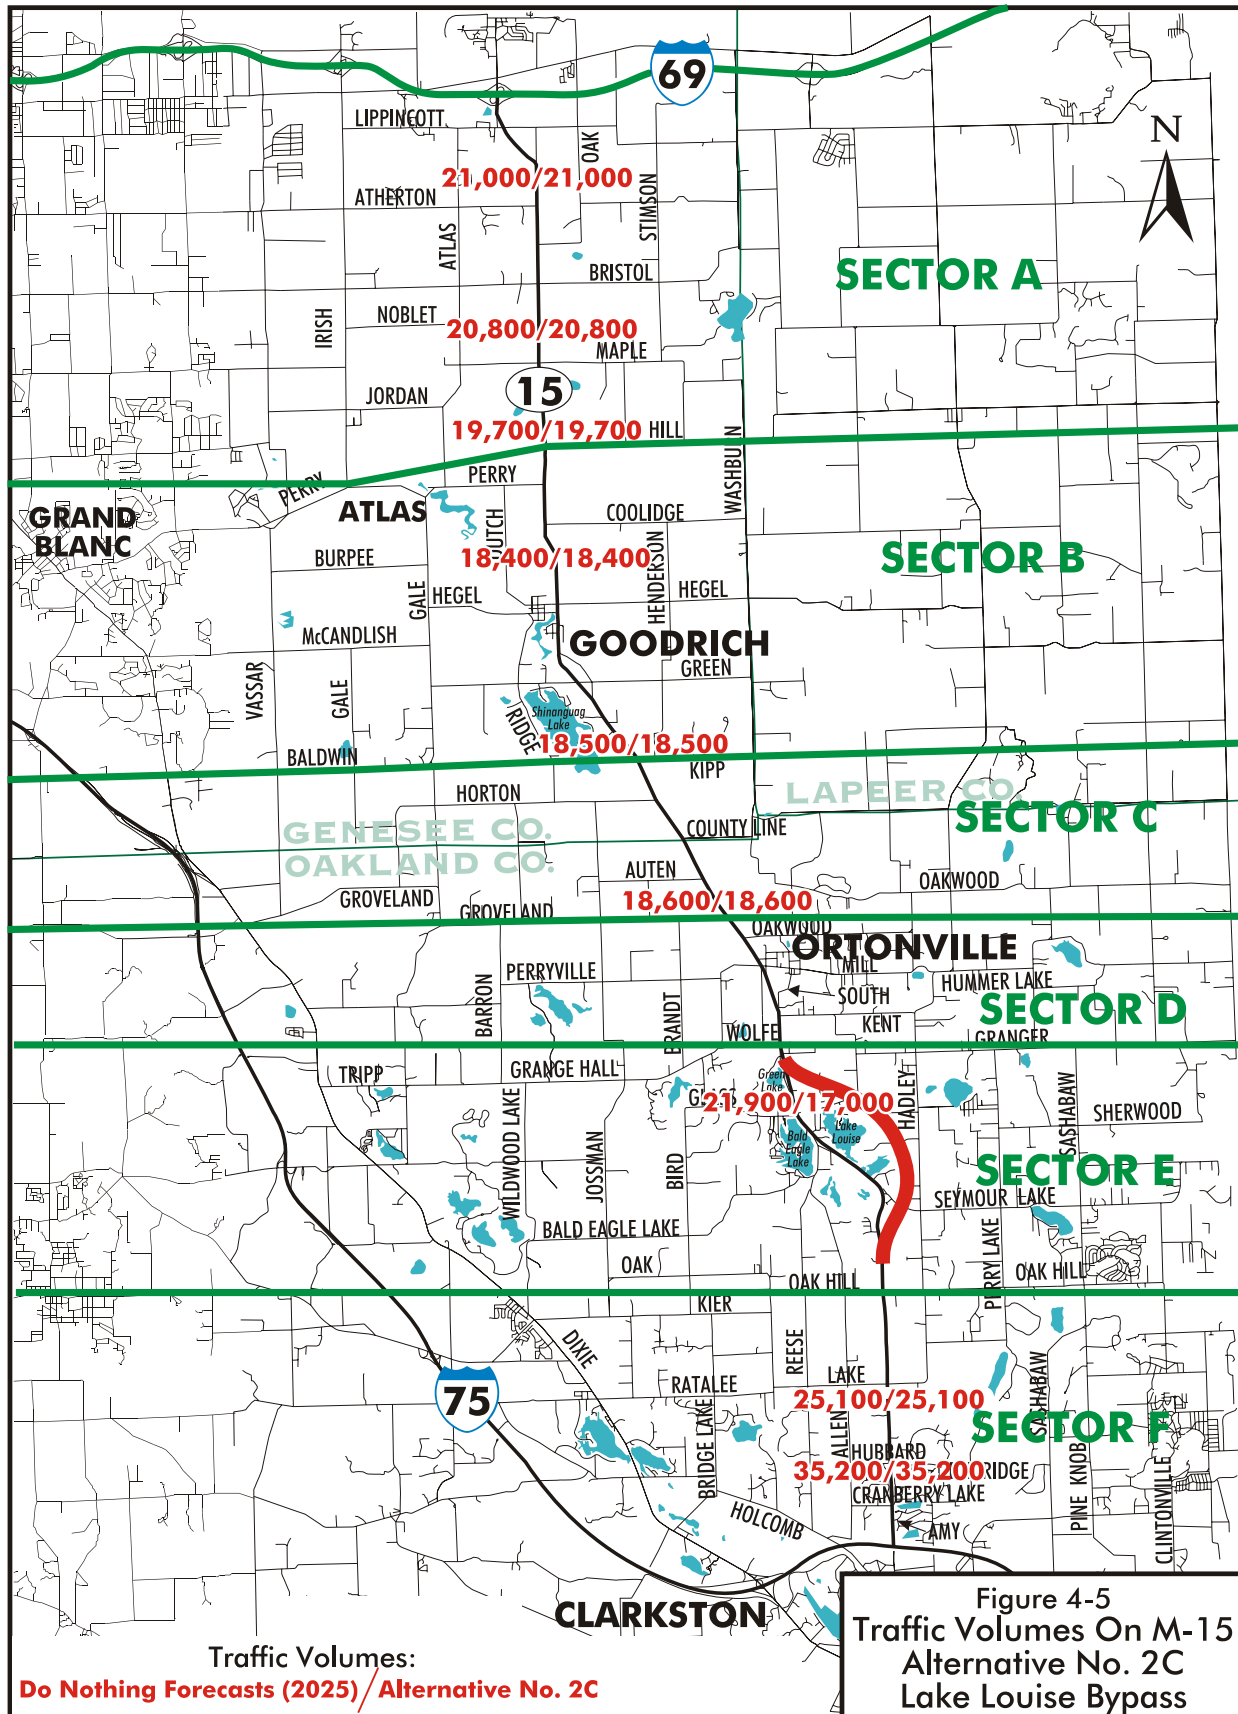 69
LIPPINCOTT
OAK
N
21,000/21,000
ATHERTON
STIMSON
ATLAS
BRISTOL
SECTOR A
NOBLET
IRISH
20,800/20,800
MAPLE
15
JORDAN
19,700/19,700
HILL
WASHBURN
PERRY
PERRY
ATLAS
GRAND
BLANC
DUTCH
COOLIDGE
18,400/18,400
BURPEE
HENDERSON
SECTOR B
GALE
HEGEL
HEGEL
McCANDLISH
GOODRICH
GREEN
VASSAR
GALE
RIDGE
Shinanguag
Lake
18,500/18,500
BALDWIN
KIPP
HORTON
LAPEER CO.
SECTOR C
GENESEE CO.
COUNTY LINE
OAKLAND CO.
AUTEN
OAKWOOD
GROVELAND
18,600/18,600
GROVELAND
OAKWOOD
ORTONVILLE
MILL
PERRYVILLE
HUMMER LAKE
SOUTH
SECTOR D
BARRON
BRANDT
WOLFE
KENT
GRANGER
TRIPP
GRANGE HALL
Green
Lake
HADLEY
SASHABAW
GLASS
21,900/17,000
SHERWOOD
WILDWOOD LAKE
JOSSMAN
BIRD
Bald
Eagle
Lake
Lake
Louise
SECTOR E
SEYMOUR LAKE
BALD EAGLE LAKE
PERRY LAKE
OAK
OAK HILL
OAK HILL
KIER
DIXIE
REESE
SASHABAW
75
RATALEE
LAKE
25,100/25,100
SECTOR F
BRIDGE LAKE
ALLEN
HUBBARD
35,200/35,200
RIDGE
CRANBERRY LAKE
PINE KNOB
CLINTONVILLE
HOLCOMB
AMY
CLARKSTON
Figure 4-5
Traffic Volumes On M-15
Alternative No. 2C
Lake Louise Bypass
Traffic Volumes:
Do Nothing Forecasts (2025)/Alternative No. 2C